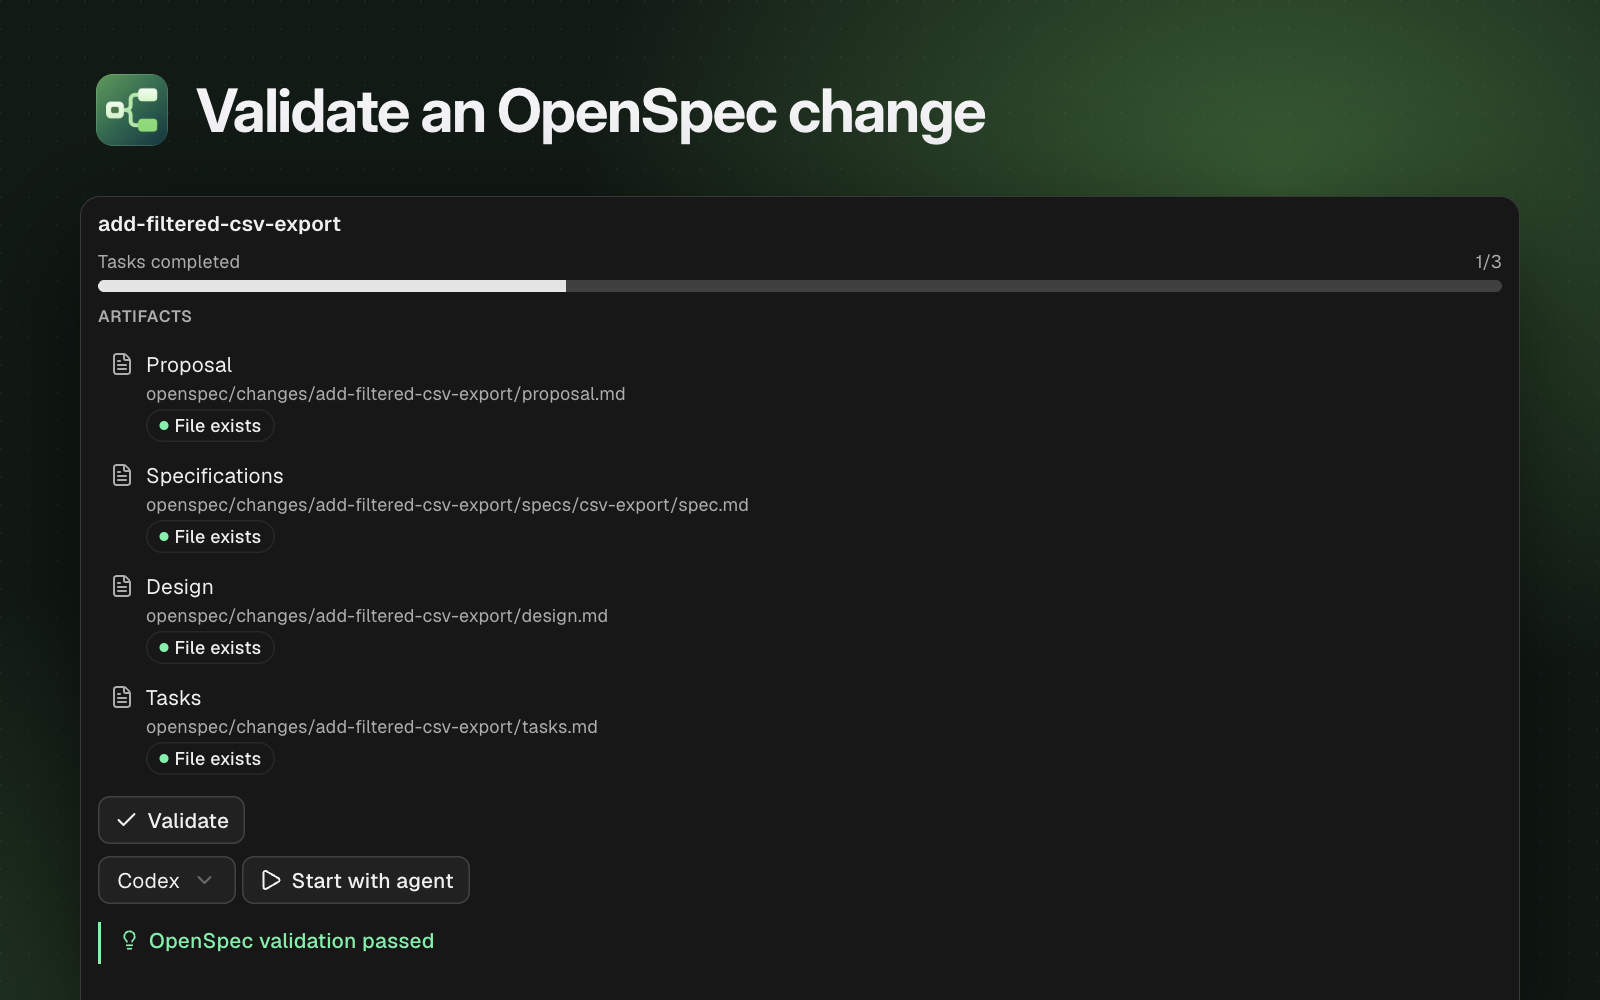 Validate an OpenSpec change
add-filtered-csv-export
Tasks completed 1/3
ARTIFACTS
Proposal
openspec/changes/add-filtered-csv-export/proposal.md
File exists
Specifications
openspec/changes/add-filtered-csv-export/specs/csv-export/spec.md
File exists
Design
openspec/changes/add-filtered-csv-export/design.md
File exists
Tasks
openspec/changes/add-filtered-csv-export/tasks.md
File exists
Validate
Codex Start with agent
OpenSpec validation passed